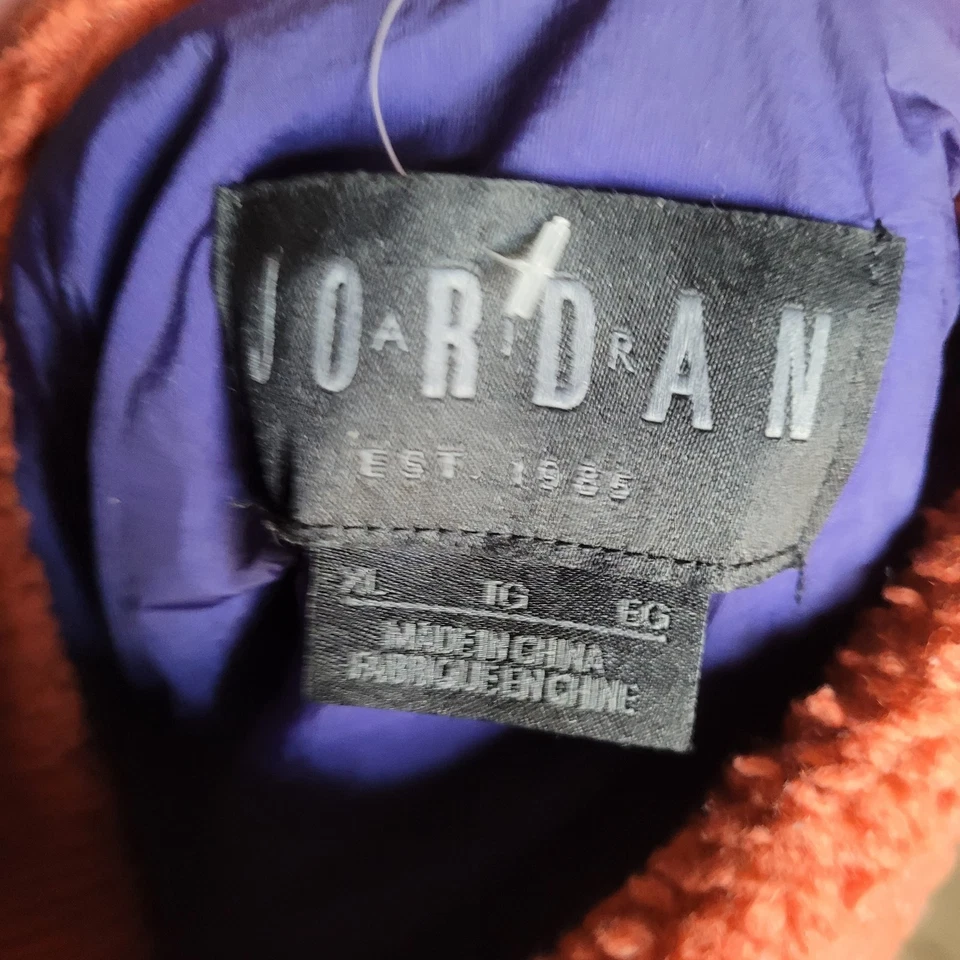 JORDAN
AIR
EST. 1985
XL TG EG
MADE IN CHINA
FABRIQUE EN CHINE